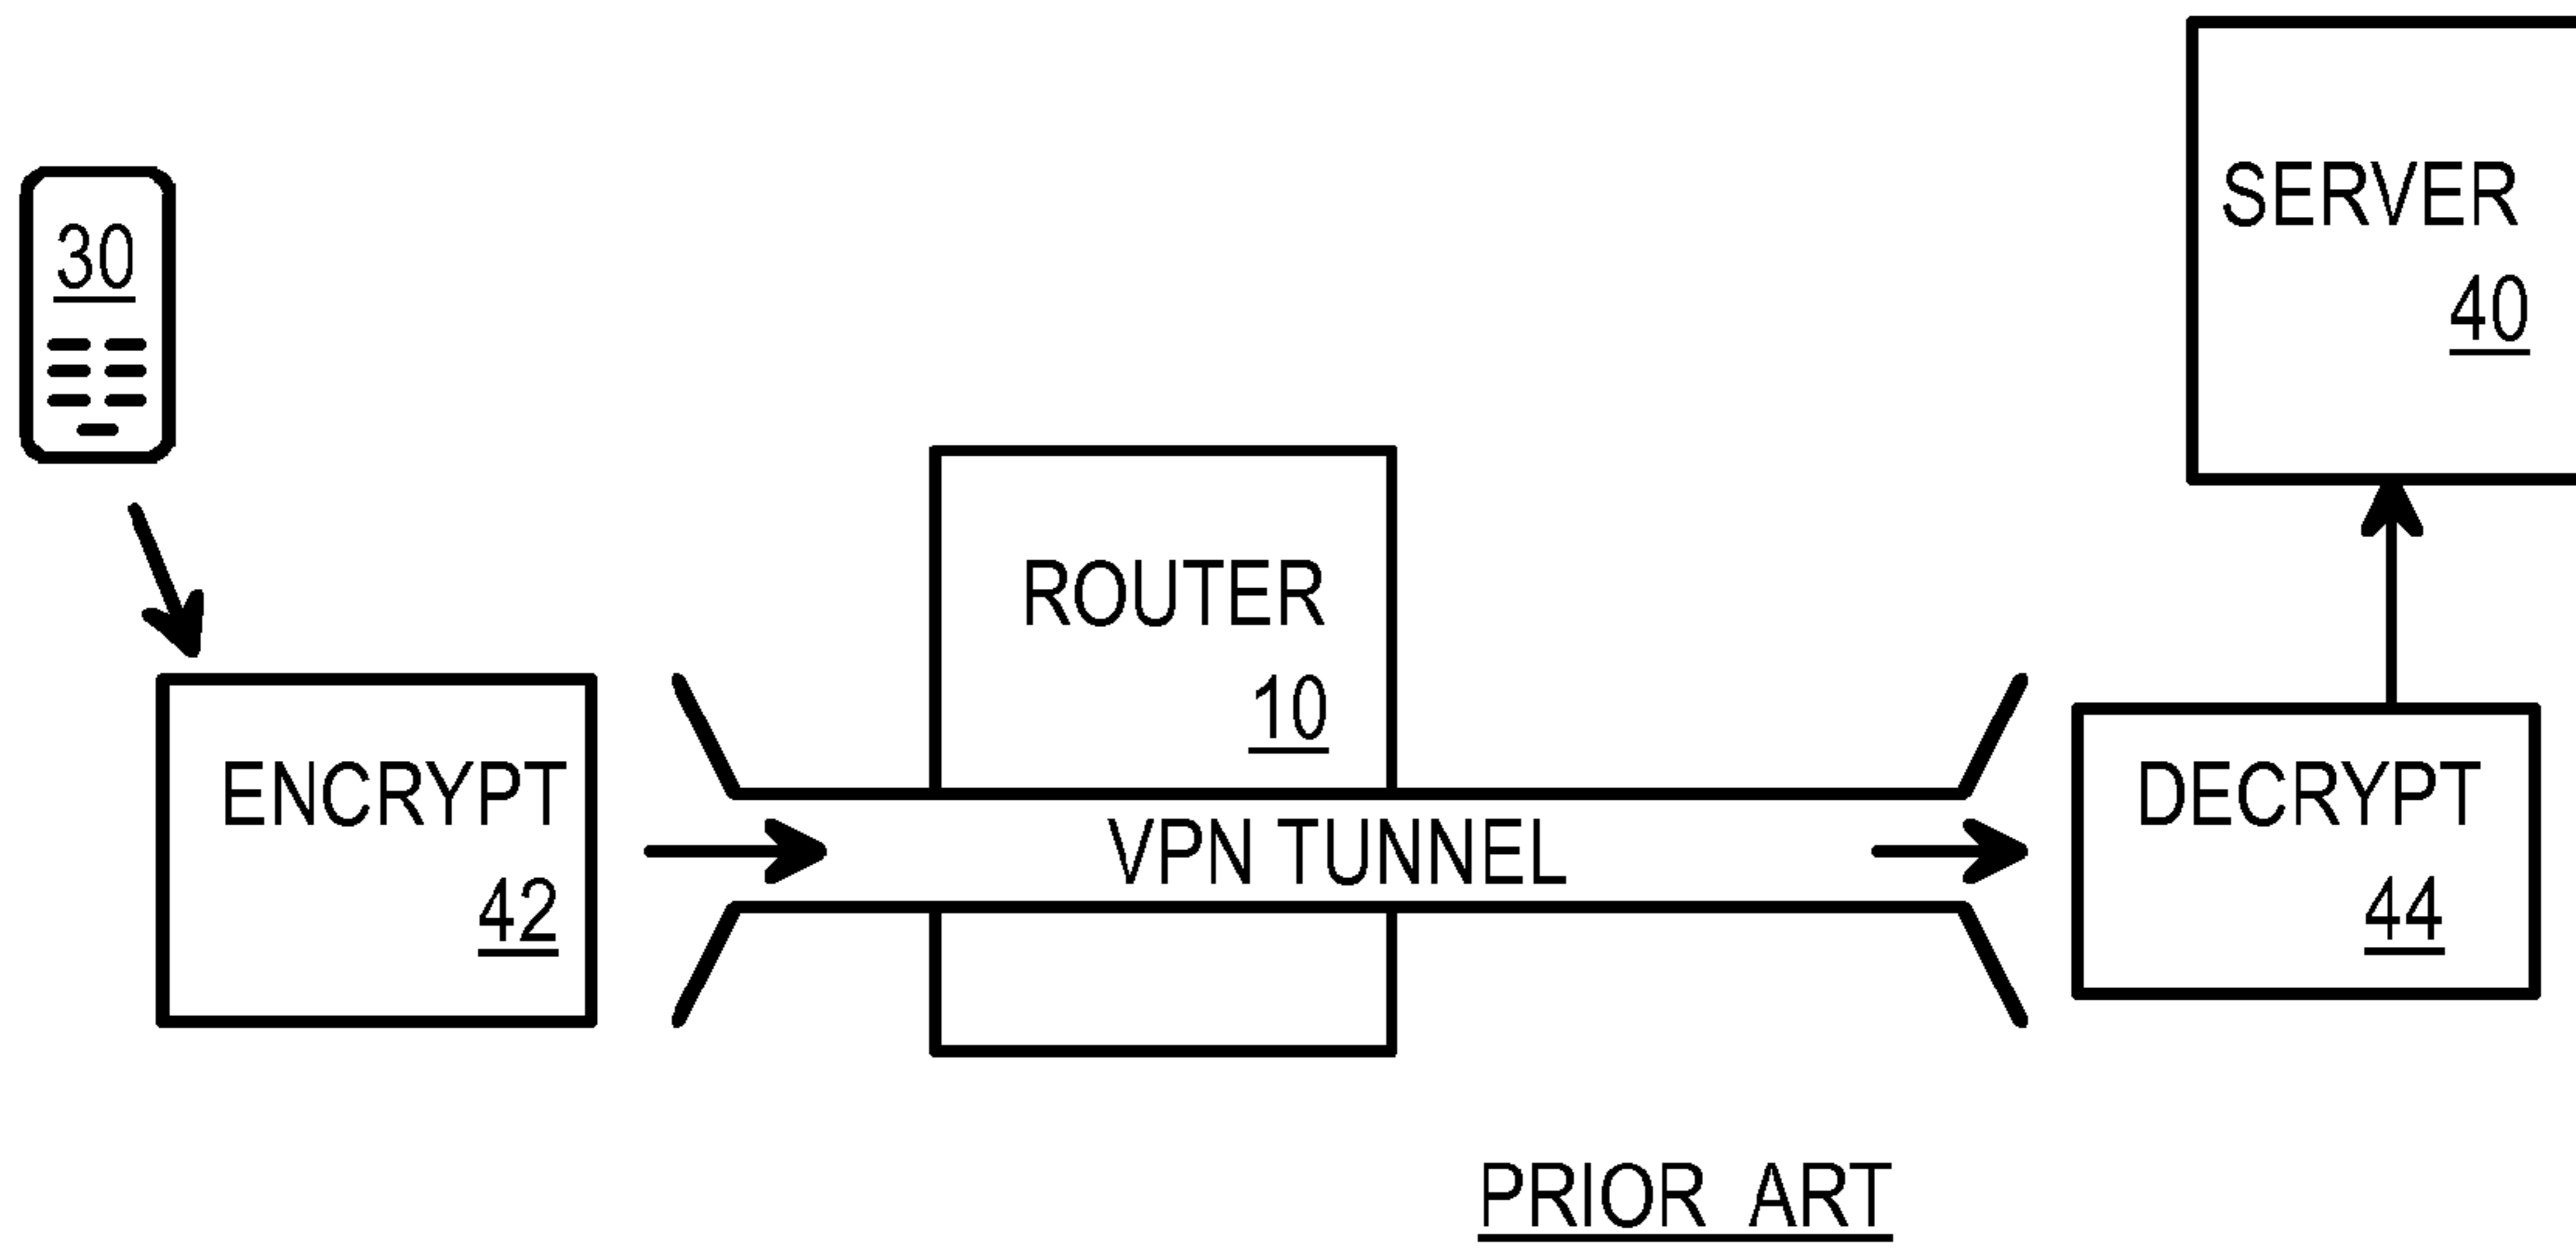 30
SERVER
40
ROUTER
10
ENCRYPT
42
VPN TUNNEL
DECRYPT
44
PRIOR ART